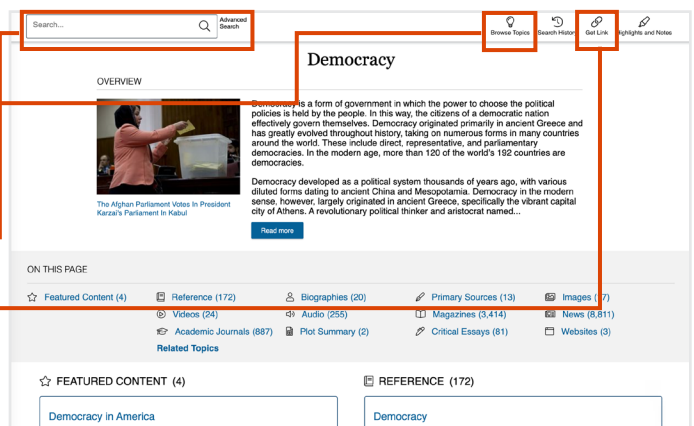 Search...
Advanced
Search
Browse Topics
Search History
Get Link
Highlights and Notes
Democracy
OVERVIEW
Democracy is a form of government in which the power to choose the political
policies is held by the people. In this way, the citizens of a democratic nation
effectively govern themselves. Democracy originated primarily in ancient Greece and
has greatly evolved throughout history, taking on numerous forms in many countries
around the world. These include direct, representative, and parliamentary
democracies. In the modern age, more than 120 of the world's 192 countries are
democracies.
The Afghan Parliament Votes In President
Karzai's Parliament In Kabul
Democracy developed as a political system thousands of years ago, with various
diluted forms dating to ancient China and Mesopotamia. Democracy in the modern
sense, however, largely originated in ancient Greece, specifically the vibrant capital
city of Athens. A revolutionary political thinker and aristocrat named...
Read more
ON THIS PAGE
Featured Content (4)
Reference (172)
Biographies (20)
Primary Sources (13)
Images
Videos (24)
Audio (255)
Magazines (3,414)
News (8,811)
Academic Journals (887)
Plot Summary (2)
Critical Essays (81)
Websites (3)
Related Topics
FEATURED CONTENT (4)
REFERENCE (172)
Democracy in America
Democracy